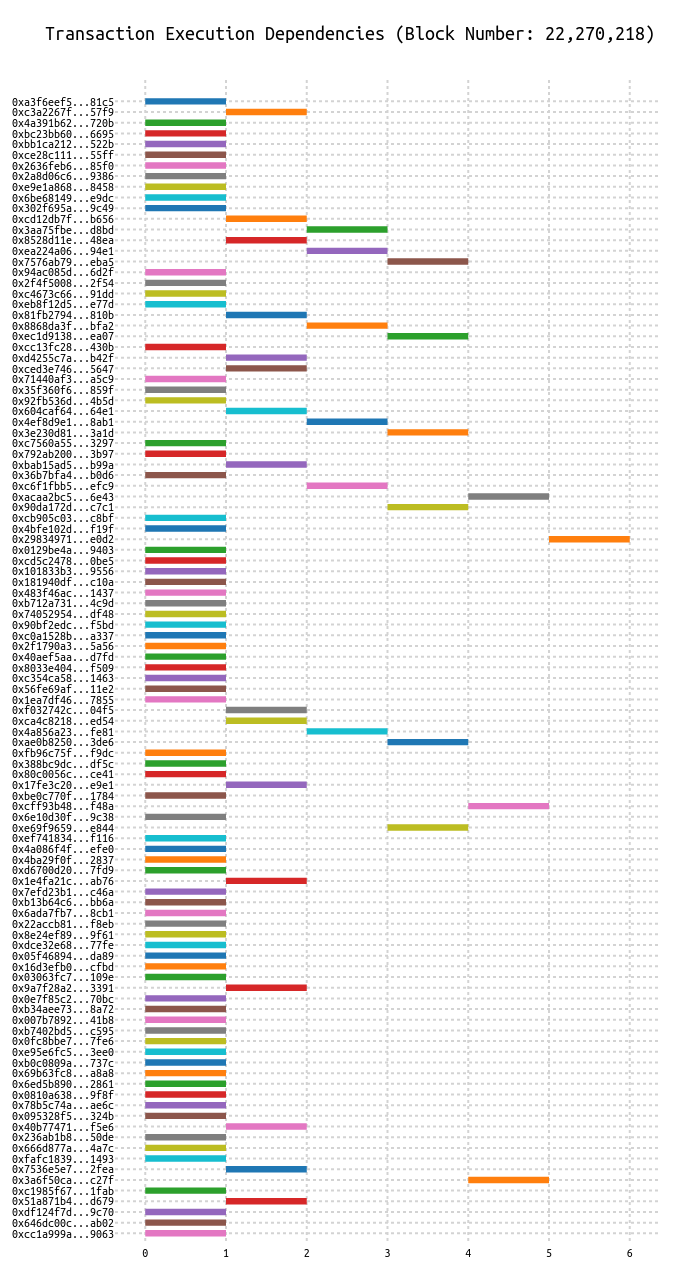 Transaction Execution Dependencies (Block Number: 22,270,218)
0xa3f6eef5...81c5
0xc3a2267f...57f9
0x4a391b62...720b
0xbc23bb60...6695
0xbb1ca212...522b
0xce28c111...55ff
0x2636feb6...85f0
0x2a8d06c6...9386
0xe9e1a868...8458
0x6be68149...e9dc
0x302f695a...9c49
0xcd12db7f...b656
0x3aa75fbe...d8bd
0x8528d11e...48ea
0xea224a06...94e1
0x7576ab79...eba5
0x94ac085d...6d2f
0x2f4f5008...2f54
0xc4673c66...91dd
0xeb8f12d5...e77d
0x81fb2794...810b
0x8868da3f...bfa2
0xec1d9138...ea07
0xcc13fc28...430b
0xd4255c7a...b42f
0xced3e746...5647
0x71440af3...a5c9
0x35f360f6...859f
0x92fb536d...4b5d
0x604caf64...64e1
0x4ef8d9e1...8ab1
0x3e230d81...3a1d
0xc7560a55...3297
0x792ab200...3b97
0xbab15ad5...b99a
0x36b7bfa4...b0d6
0xc6f1fbb5...efc9
0xacaa2bc5...6e43
0x90da172d...c7c1
0xcb905c03...c8bf
0x4bfe102d...f19f
0x29834971...e0d2
0x0129be4a...9403
0xcd5c2478...0be5
0x101833b3...9556
0x181940df...c10a
0x483f46ac...1437
0xb712a731...4c9d
0x74052954...df48
0x90bf2edc...f5bd
0xc0a1528b...a337
0x2f1790a3...5a56
0x40aef5aa...d7fd
0x8033e404...f509
0xc354ca58...1463
0x56fe69af...11e2
0x1ea7df46...7855
0xf032742c...04f5
0xca4c8218...ed54
0x4a856a23...fe81
0xae0b8250...3de6
0xfb96c75f...f9dc
0x388bc9dc...df5c
0x80c0056c...ce41
0x17fe3c20...e9e1
0xbe0c770f...1784
0xcff93b48...f48a
0x6e10d30f...9c38
0xe69f9659...e844
0xef741834...f116
0x4a086f4f...efe0
0x4ba29f0f...2837
0xd6700d20...7fd9
0x1e4fa21c...ab76
0x7efd23b1...c46a
0xb13b64c6...bb6a
0x6ada7fb7...8cb1
0x22accb81...f8eb
0x8e24ef89...9f61
0xdce32e68...77fe
0x05f46894...da89
0x16d3efb0...cfbd
0x03063fc7...109e
0x9a7f28a2...3391
0x0e7f85c2...70bc
0xb34aee73...8a72
0x007b7892...41b8
0xb7402bd5...c595
0x0fc8bbe7...7fe6
0xe95e6fc5...3ee0
0xb0c0809a...737c
0x69b63fc8...a8a8
0x6ed5b890...2861
0x0810a638...9f8f
0x78b5c74a...ae6c
0x095328f5...324b
0x40b77471...f5e6
0x236ab1b8...50de
0x666d877a...4a7c
0xfafc1839...1493
0x7536e5e7...2fea
0x3a6f50ca...c27f
0xc1985f67...1fab
0x51a871b4...d679
0xdf124f7d...9c70
0x646dc00c...ab02
0xcc1a999a...9063
0 1 2 3 4 5 6